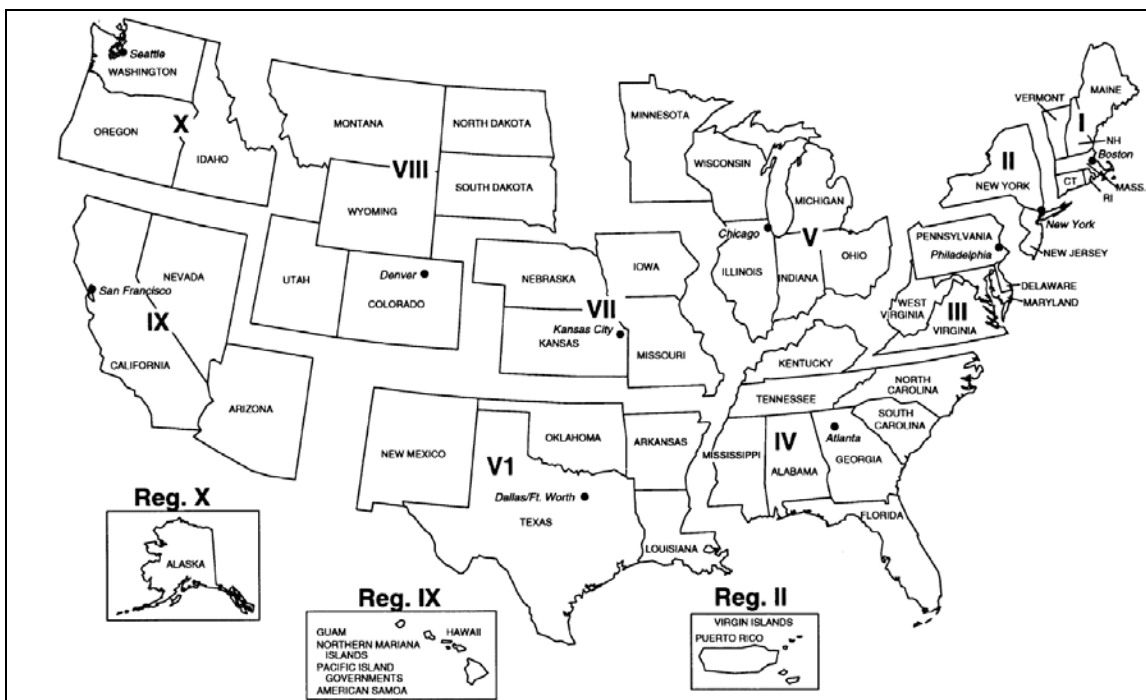 Seattle
WASHINGTON
OREGON
X
IDAHO
MONTANA
VIII
NORTH DAKOTA
SOUTH DAKOTA
WYOMING
UTAH
Denver
COLORADO
NEVADA
San Francisco
IX
CALIFORNIA
ARIZONA
NEBRASKA
IOWA
VII
Kansas City
KANSAS
MISSOURI
MINNESOTA
WISCONSIN
MICHIGAN
Chicago
V
ILLINOIS
INDIANA
OHIO
VERMONT
MAINE
I
NH
Boston
II
NEW YORK
CT
MASS.
RI
New York
NEW JERSEY
PENNSYLVANIA
Philadelphia
DELAWARE
MARYLAND
WEST
VIRGINIA
III
VIRGINIA
KENTUCKY
TENNESSEE
NORTH
CAROLINA
SOUTH
CAROLINA
IV
Atlanta
MISSISSIPPI
ALABAMA
GEORGIA
FLORIDA
NEW MEXICO
OKLAHOMA
ARKANSAS
V1
Dallas/Ft. Worth
TEXAS
LOUISIANA
Reg. X
ALASKA
Reg. IX
GUAM
HAWAII
NORTHERN MARIANA
ISLANDS
PACIFIC ISLAND
GOVERNMENTS
AMERICAN SAMOA
Reg. II
VIRGIN ISLANDS
PUERTO RICO